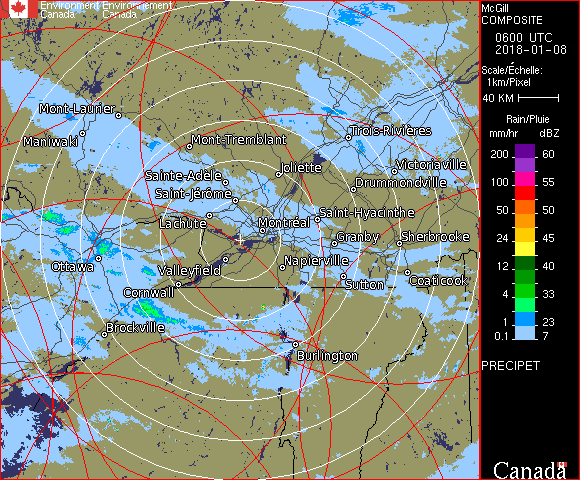 Environment Environnement
Canada Canada
McGill
COMPOSITE
0600 UTC
2018-01-08
Scale/Échelle:
1km/Pixel
40 KM
Rain/Pluie
mm/hr dBZ
200 60
100 55
50 50
24 45
12 40
4 33
1 23
0.1 7
PRECIPET
Canada
Mont-Laurier
Maniwaki
Mont-Tremblant
Trois-Rivières
Joliette
Victoriaville
Sainte-Adèle
Drummondville
Saint-Jérôme
Saint-Hyacinthe
Lachute
Montréal
Granby
Sherbrooke
Ottawa
Valleyfield
Napierville
Sutton
Coaticook
Cornwall
Brockville
Burlington